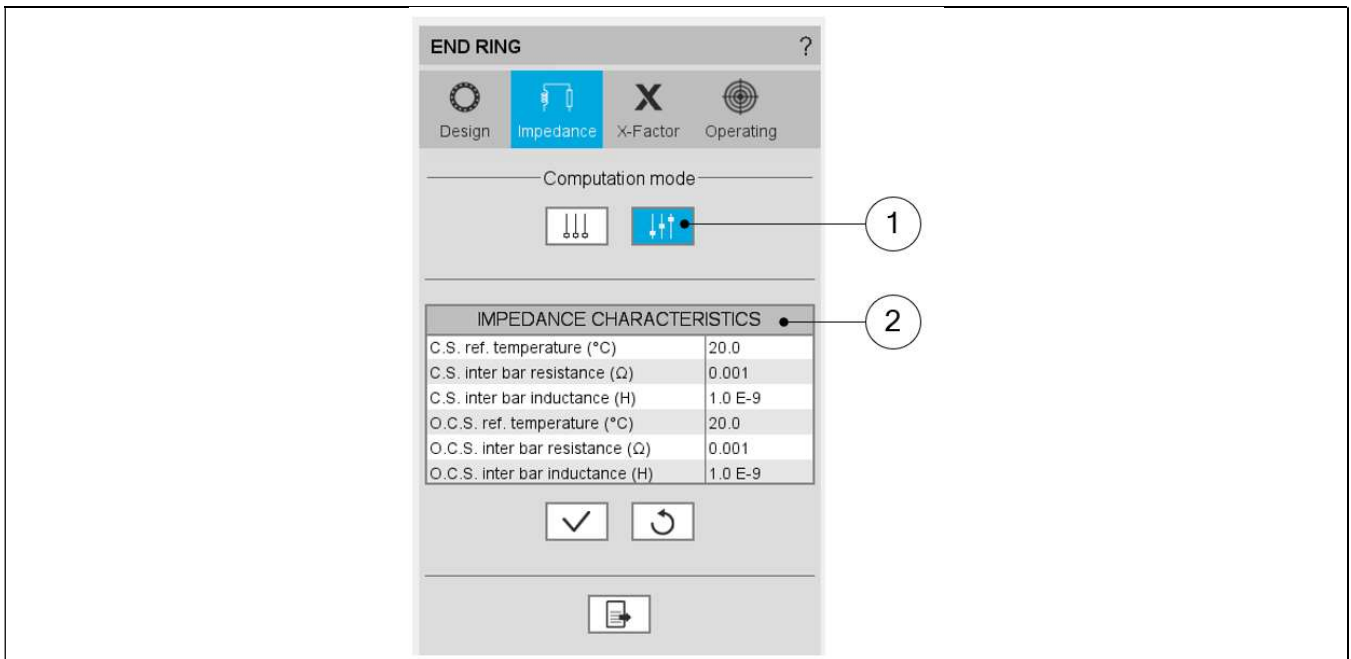 END RING ?
Design Impedance X-Factor Operating
Computation mode
1
IMPEDANCE CHARACTERISTICS
2
C.S. ref. temperature (°C) 20.0
C.S. inter bar resistance (Ω) 0.001
C.S. inter bar inductance (H) 1.0 E-9
O.C.S. ref. temperature (°C) 20.0
O.C.S. inter bar resistance (Ω) 0.001
O.C.S. inter bar inductance (H) 1.0 E-9